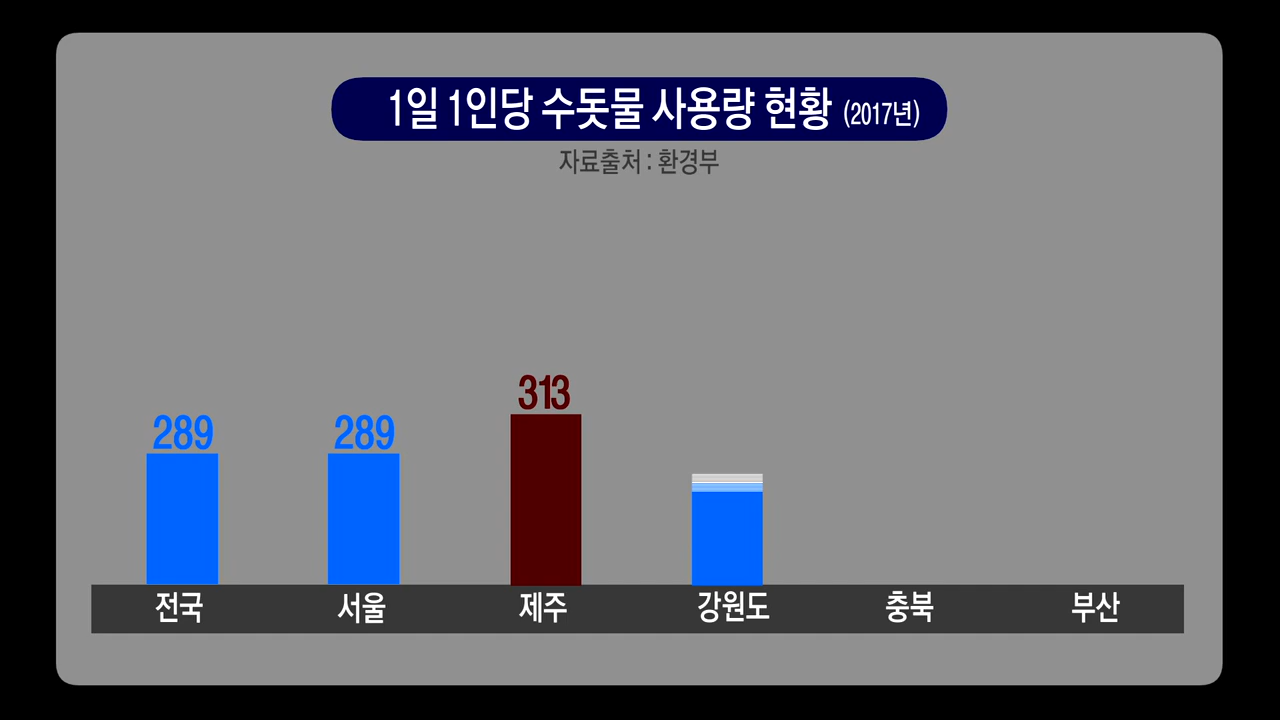 1일 1인당 수돗물 사용량 현황 (2017년)
자료출처 : 환경부
313
289 289
전국 서울 제주 강원도 충북 부산